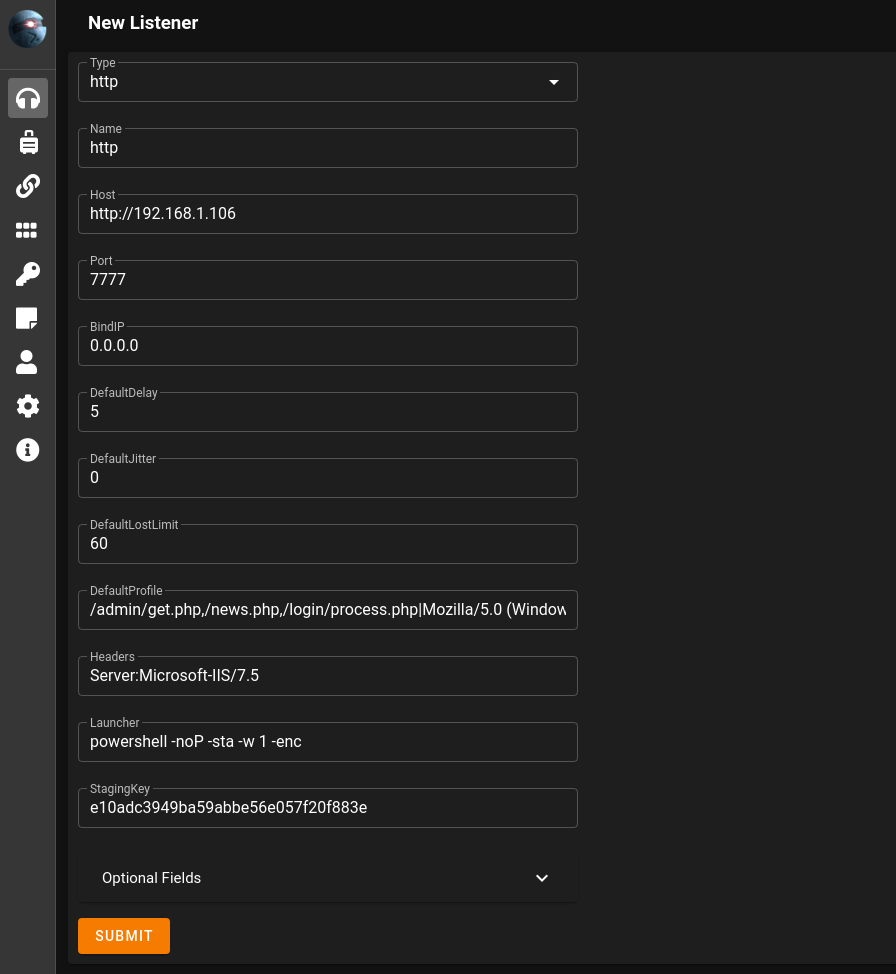 New Listener
Type
http
Name
http
Host
http://192.168.1.106
Port
7777
BindIP
0.0.0.0
DefaultDelay
5
DefaultJitter
0
DefaultLostLimit
60
DefaultProfile
/admin/get.php,/news.php,/login/process.php|Mozilla/5.0 (Window
Headers
Server:Microsoft-IIS/7.5
Launcher
powershell -noP -sta -w 1 -enc
StagingKey
e10adc3949ba59abbe56e057f20f883e
Optional Fields
SUBMIT